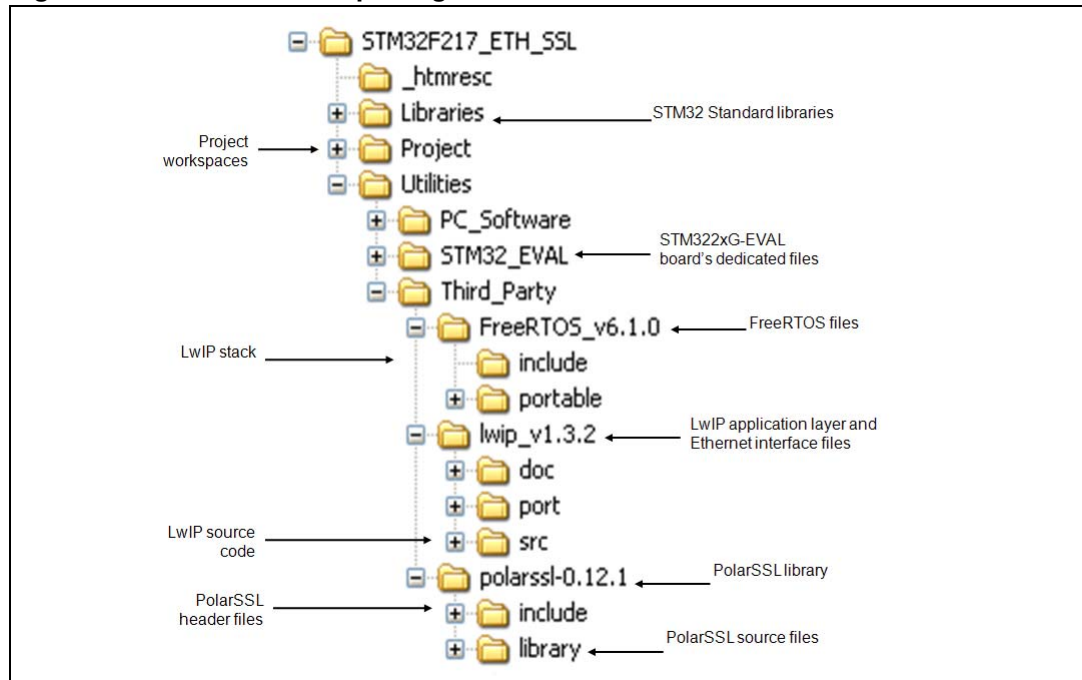 STM32F217_ETH_SSL
_htmresc
Libraries
STM32 Standard libraries
Project
workspaces
Project
Utilities
PC_Software
STM32_EVAL
STM322xG-EVAL
board's dedicated files
Third_Party
FreeRTOS_v6.1.0
FreeRTOS files
LwIP stack
include
portable
lwip_v1.3.2
LwIP application layer and
Ethernet interface files
doc
port
LwIP source
code
src
polarssl-0.12.1
PolarSSL library
PolarSSL
header files
include
library
PolarSSL source files